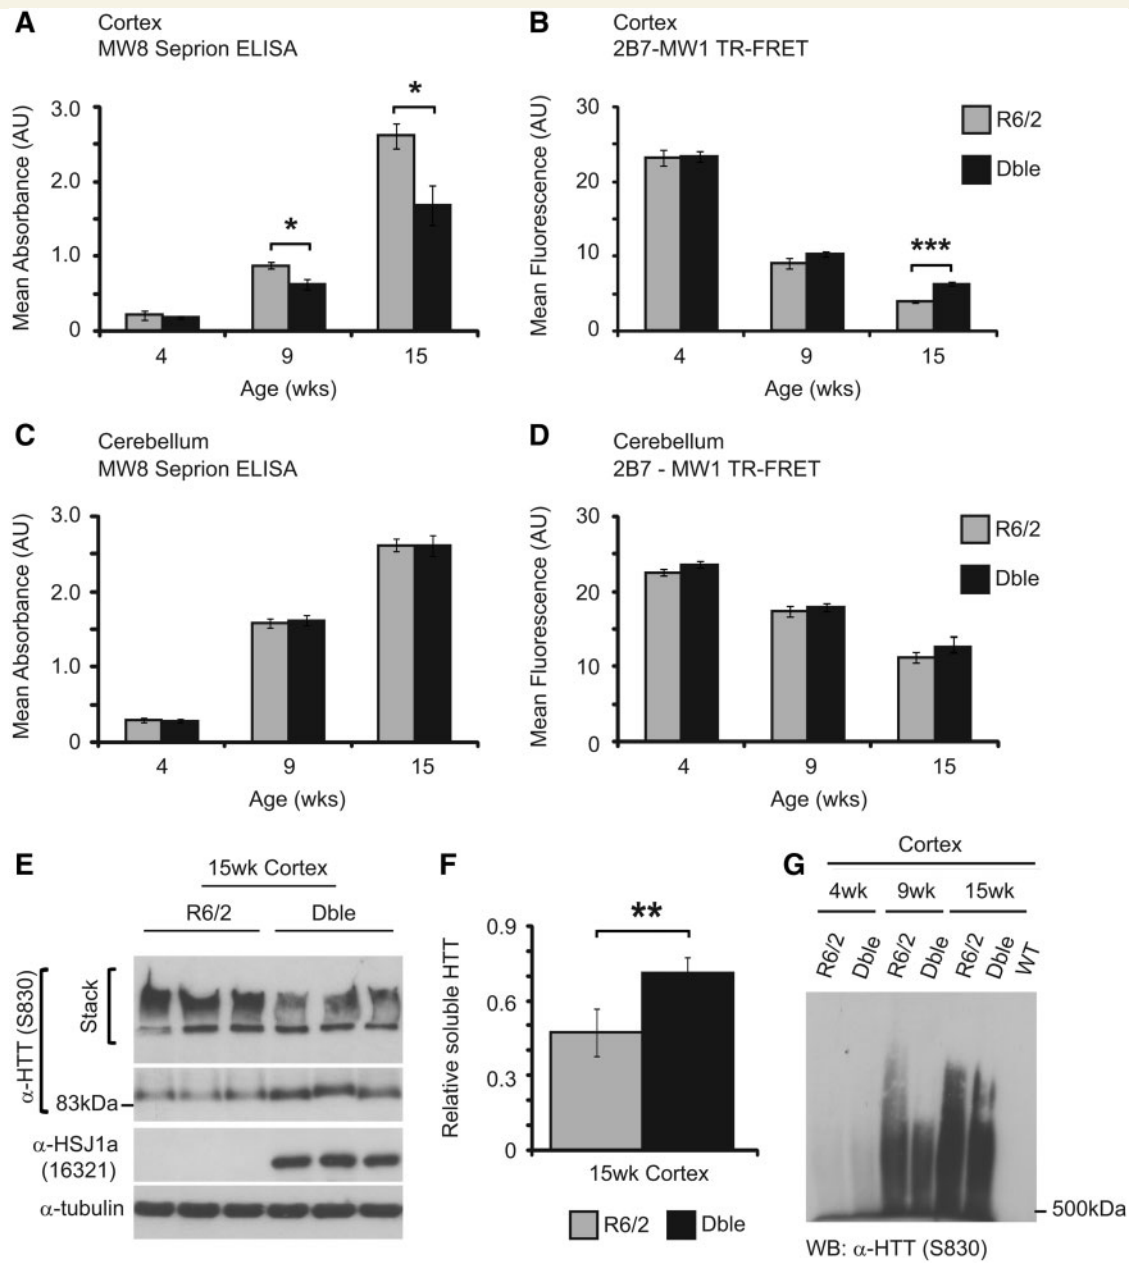 A
Cortex
MW8 Seprion ELISA
Mean Absorbance (AU)
3.0
2.0
1.0
0
*
*
4
9
15
Age (wks)
B
Cortex
2B7-MW1 TR-FRET
Mean Fluorescence (AU)
30
20
10
0
***
4
9
15
Age (wks)
R6/2
Dble
C
Cerebellum
MW8 Seprion ELISA
Mean Absorbance (AU)
3.0
2.0
1.0
0
4
9
15
Age (wks)
D
Cerebellum
2B7 - MW1 TR-FRET
Mean Fluorescence (AU)
30
20
10
0
4
9
15
Age (wks)
R6/2
Dble
E
15wk Cortex
R6/2 Dble
α-HTT (S830)
Stack
83kDa
α-HSJ1a
(16321)
α-tubulin
F
**
Relative soluble HTT
0.9
0.6
0.3
0
15wk Cortex
R6/2 Dble
G
Cortex
4wk 9wk 15wk
R6/2 Dble R6/2 Dble R6/2 Dble WT
500kDa
WB: α-HTT (S830)